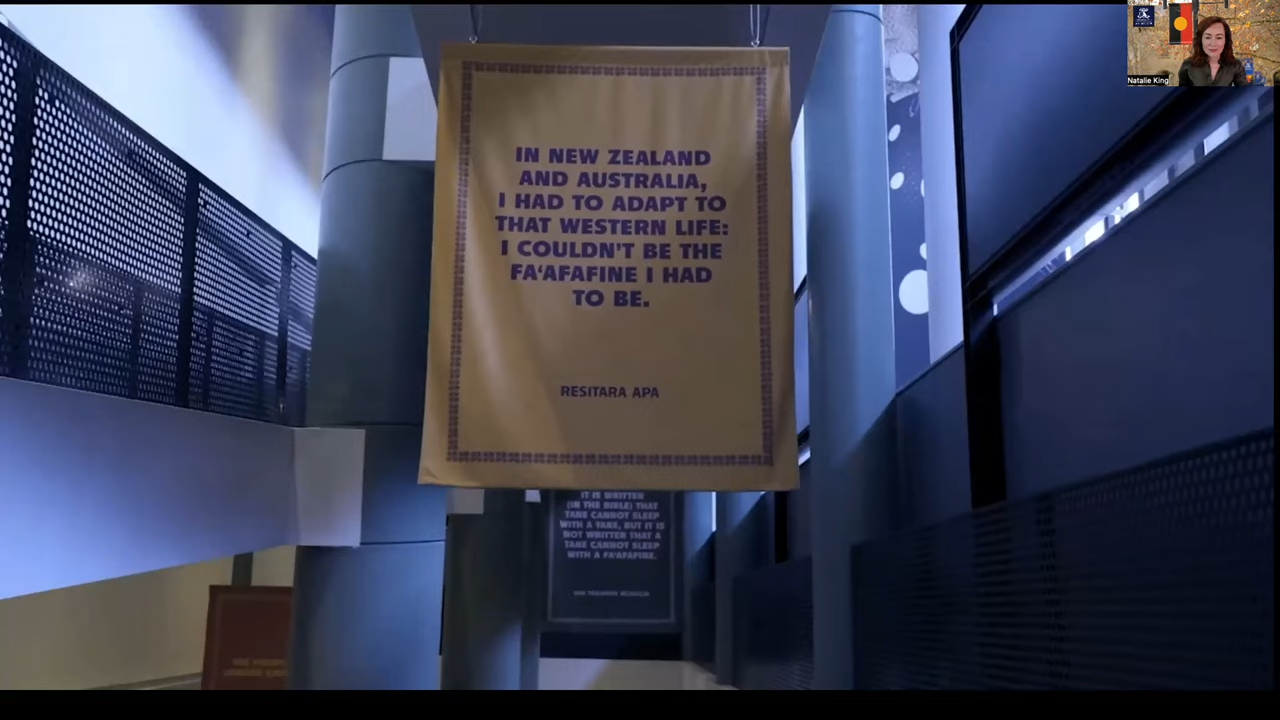 Natalie King
IN NEW ZEALAND
AND AUSTRALIA,
I HAD TO ADAPT TO
THAT WESTERN LIFE:
I COULDN'T BE THE
FA‘AFAFINE I HAD
TO BE.
RESITARA APA
IT IS WRITTEN
(IN THE BIBLE) THAT
TANE CANNOT SLEEP
WITH A TANE, BUT IT IS
NOT WRITTEN THAT A
TANE CANNOT SLEEP
WITH A FA‘AFAFINE.